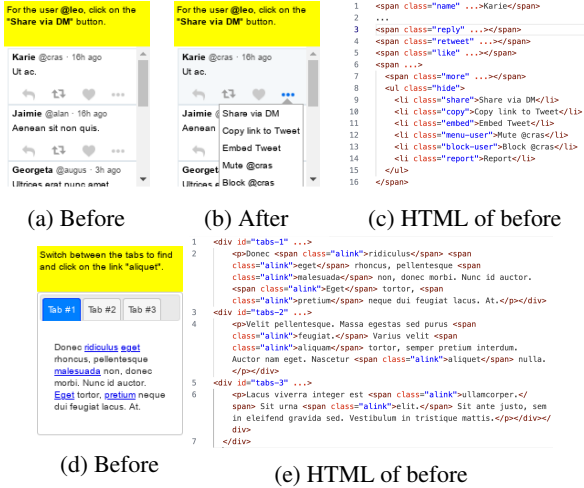 For the user @leo, click on the
"Share via DM" button.
Karie @cras · 16h ago
Ut ac.
Jaimie @alan · 16h ago
Aenean sit non quis.
Georgeta @augus · 3h ago
Ultrices erat nunc amet
(a) Before
For the user @leo, click on the
"Share via DM" button.
Karie @cras · 16h ago
Ut ac.
Jaimie
Aenean
Georgeta
Ultrices e
Share via DM
Copy link to Tweet
Embed Tweet
Mute @cras
Block @cras
(b) After
1 <span class="name" ...>Karie</span>
2 ...
3 <span class="reply" ...></span>
4 <span class="retweet" ...></span>
5 <span class="like" ...></span>
6 <span ...>
7 <span class="more" ...></span>
8 <ul class="hide">
9 <li class="share">Share via DM</li>
10 <li class="copy">Copy link to Tweet</li>
11 <li class="embed">Embed Tweet</li>
12 <li class="menu-user">Mute @cras</li>
13 <li class="block-user">Block @cras</li>
14 <li class="report">Report</li>
15 </ul>
16 </span>
(c) HTML of before
Switch between the tabs to find
and click on the link "aliquet".
Tab #1 Tab #2 Tab #3
Donec ridiculus eget
rhoncus, pellentesque
malesuada non, donec
morbi. Nunc id auctor.
Eget tortor, pretium neque
dui feugiat lacus. At.
(d) Before
1 <div id="tabs-1" ...>
2 <p>Donec <span class="alink">ridiculus</span> <span
class="alink">eget</span> rhoncus, pellentesque <span
class="alink">malesuada</span> non, donec morbi. Nunc id auctor.
<span class="alink">Eget</span> tortor, <span
class="alink">pretium</span> neque dui feugiat lacus. At.</p></div>
3 <div id="tabs-2" ...>
4 <p>Velit pellentesque. Massa egestas sed purus <span
class="alink">feugiat.</span> Varius velit <span
class="alink">aliquam</span> tortor, semper pretium interdum.
Auctor nam eget. Nascetur <span class="alink">aliquet</span> nulla.
</p></div>
5 <div id="tabs-3" ...>
6 <p>Lacus viverra integer est <span class="alink">ullamcorper.</
span> Sit urna <span class="alink">elit.</span> Sit ante justo, sem
in eleifend gravida sed. Vestibulum in tristique mattis.</p></div></
div>
7 </div>
(e) HTML of before